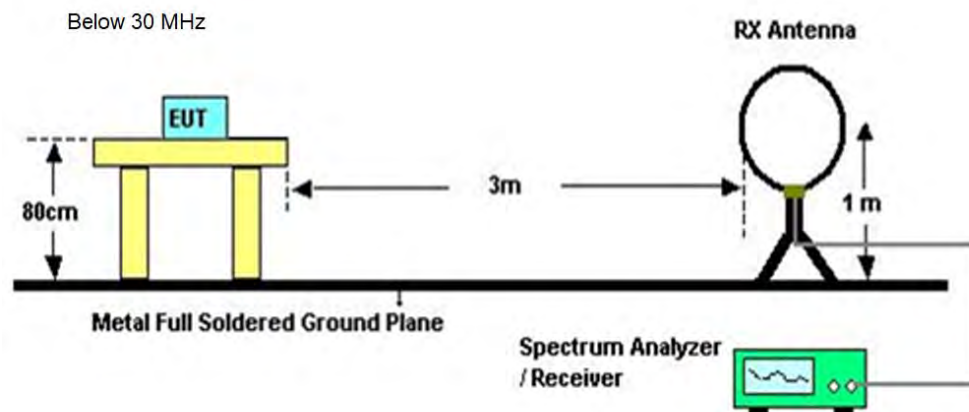 Below 30 MHz
RX Antenna
EUT
80cm
3m
1 m
Metal Full Soldered Ground Plane
Spectrum Analyzer
/ Receiver